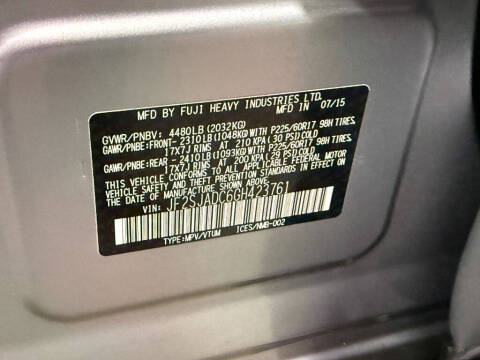 MFD BY FUJI HEAVY INDUSTRIES LTD. 07/15
GVWR/PNBV: 4480LB(2032KG)
GAWR/PNBE:FRONT- 2310LB(1048KG)WITH P225/60R17 98H TIRES,
17X7J RIMS AT 210 KPA( 30 PSI)COLD
GAWR/PNBE:REAR - 2410LB(1093KG)WITH P225/60R17 98H TIRES,
17X7J RIMS AT 200 KPA( 29 PSI)COLD
THIS VEHICLE CONFORMS TO ALL APPLICABLE FEDERAL MOTOR
VEHICLE SAFETY AND THEFT PREVENTION STANDARDS IN EFFECT ON
THE DATE OF MANUFACTURE SHOWN ABOVE.
VIN: JF2SJADC6GH423761
TYPE:MPV/VTUM ICES/NMB-002